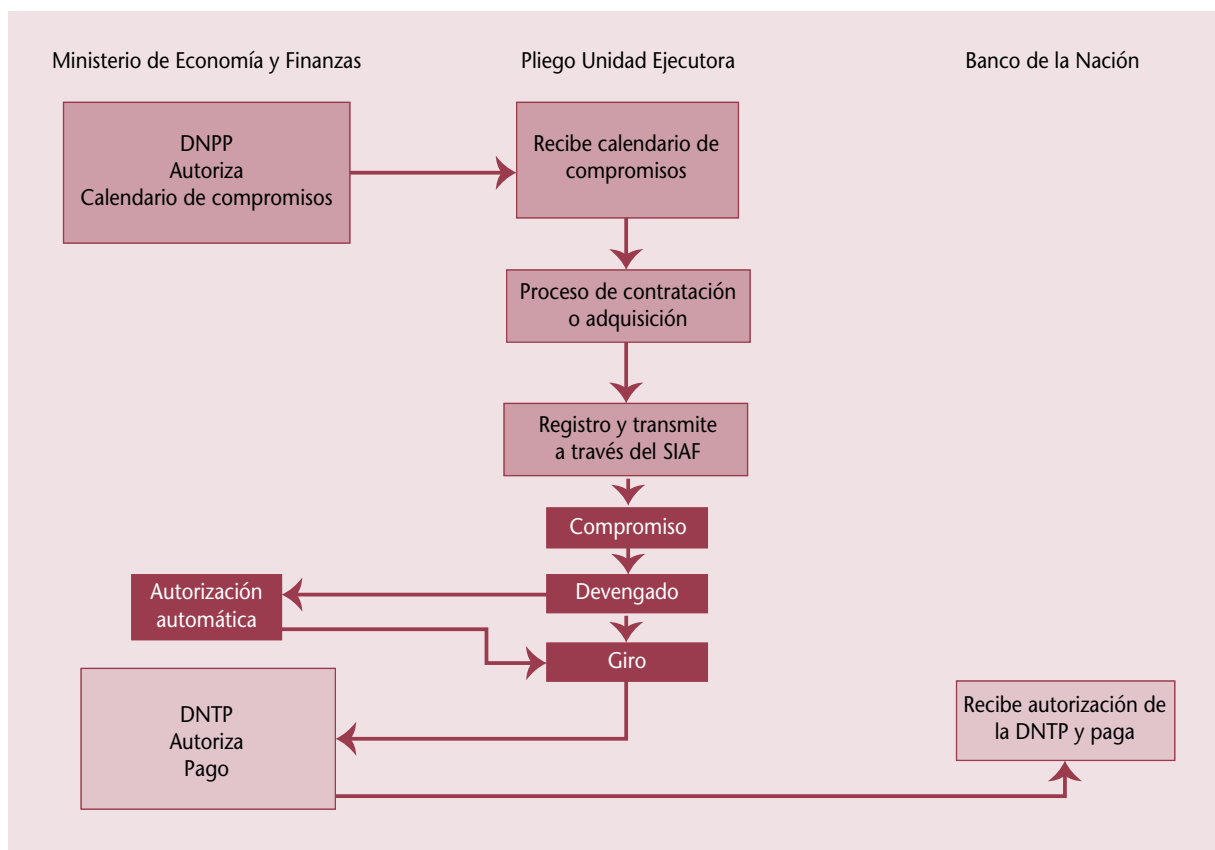 Ministerio de Economía y Finanzas
Pliego Unidad Ejecutora
Banco de la Nación
DNPP
Autoriza
Calendario de compromisos
Recibe calendario de
compromisos
Proceso de contratación
o adquisición
Registro y transmite
a través del SIAF
Compromiso
Devengado
Autorización
automática
Giro
DNTP
Autoriza
Pago
Recibe autorización de
la DNTP y paga